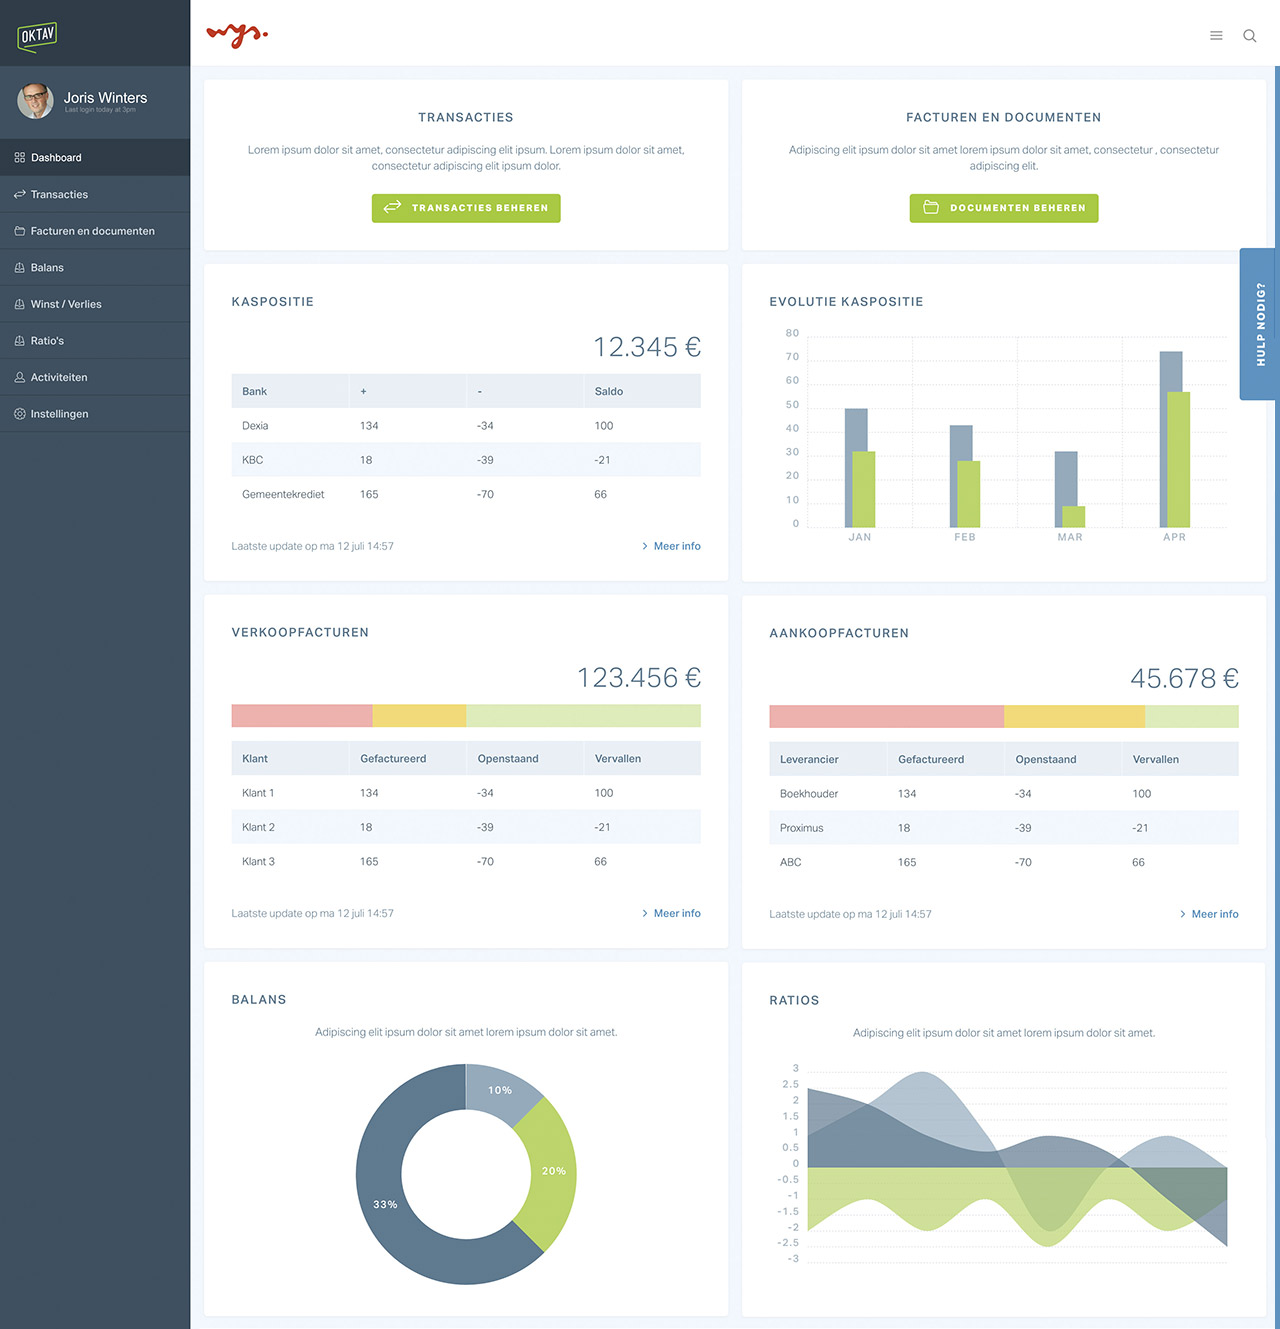 OKTAV
wys.
Joris Winters
Last login today at 3pm
Dashboard
Transacties
Facturen en documenten
Balans
Winst / Verlies
Ratio's
Activiteiten
Instellingen
TRANSACTIES
Lorem ipsum dolor sit amet, consectetur adipiscing elit ipsum. Lorem ipsum dolor sit amet,
consectetur adipiscing elit ipsum dolor.
TRANSACTIES BEHEREN
FACTUREN EN DOCUMENTEN
Adipiscing elit ipsum dolor sit amet lorem ipsum dolor sit amet, consectetur , consectetur
adipiscing elit.
DOCUMENTEN BEHEREN
HULP NODIG?
KASPOSITIE
12.345 €
Bank + - Saldo
Dexia 134 -34 100
KBC 18 -39 -21
Gemeentekrediet 165 -70 66
Laatste update op ma 12 juli 14:57
Meer info
EVOLUTIE KASPOSITIE
80
70
60
50
40
30
20
10
0
JAN FEB MAR APR
VERKOOPFACTUREN
123.456 €
Klant Gefactureerd Openstaand Vervallen
Klant 1 134 -34 100
Klant 2 18 -39 -21
Klant 3 165 -70 66
Laatste update op ma 12 juli 14:57
Meer info
AANKOOPFACTUREN
45.678 €
Leverancier Gefactureerd Openstaand Vervallen
Boekhouder 134 -34 100
Proximus 18 -39 -21
ABC 165 -70 66
Laatste update op ma 12 juli 14:57
Meer info
BALANS
Adipiscing elit ipsum dolor sit amet lorem ipsum dolor sit amet.
10%
20%
33%
RATIOS
Adipiscing elit ipsum dolor sit amet lorem ipsum dolor sit amet.
3
2.5
2
1.5
1
0.5
0
-0.5
-1
-1.5
-2
-2.5
-3